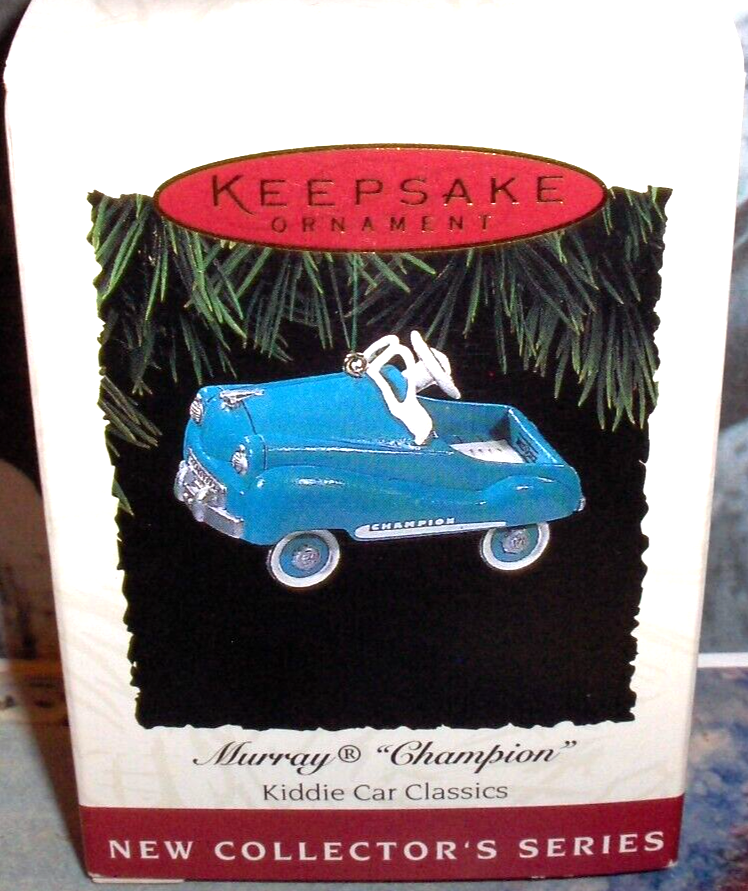 KEEPSAKE
ORNAMENT
CHAMPION
Murray® “Champion”
Kiddie Car Classics
NEW COLLECTOR'S SERIES